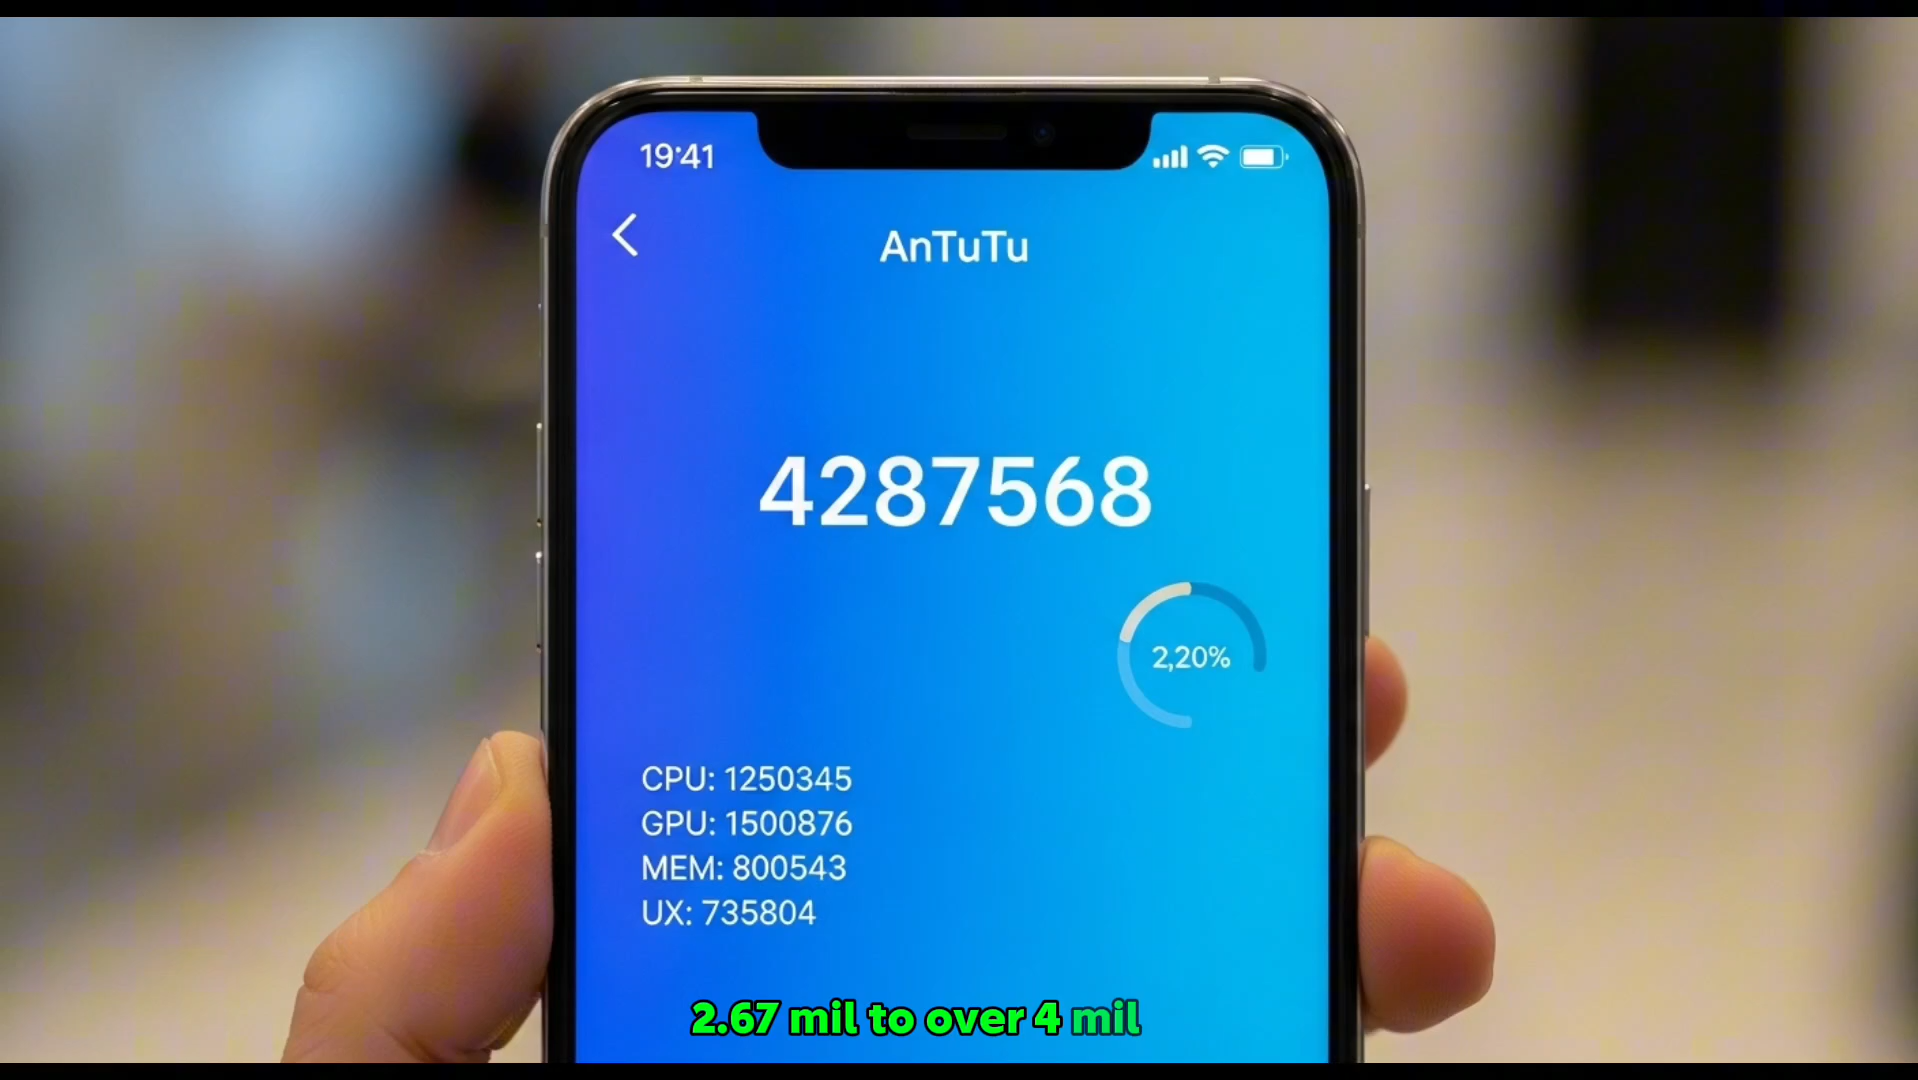 19:41
AnTuTu
4287568
2,20%
CPU: 1250345
GPU: 1500876
MEM: 800543
UX: 735804
2.67 mil to over 4 mil